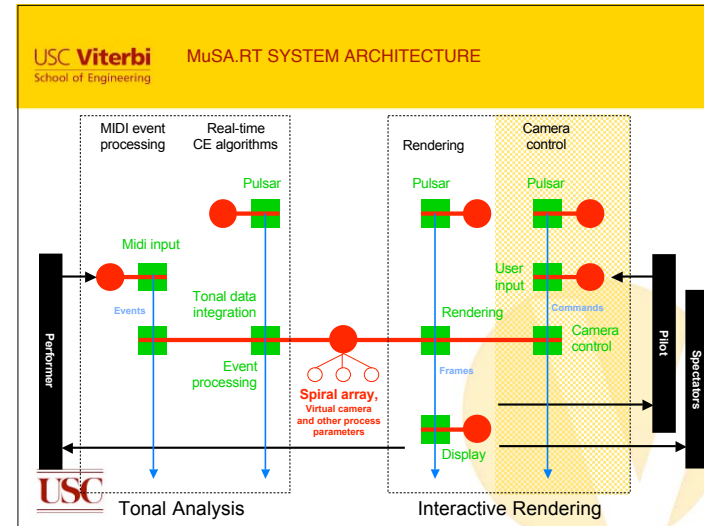 USC Viterbi
School of Engineering
MuSA.RT SYSTEM ARCHITECTURE
MIDI event
processing
Real-time
CE algorithms
Rendering
Camera
control
Pulsar
Pulsar
Pulsar
Midi input
User
input
Events
Tonal data
integration
Rendering
Commands
Camera
control
Performer
Pilot
Spectators
Event
processing
Frames
Spiral array,
Virtual camera
and other process
parameters
Display
USC
Tonal Analysis
Interactive Rendering